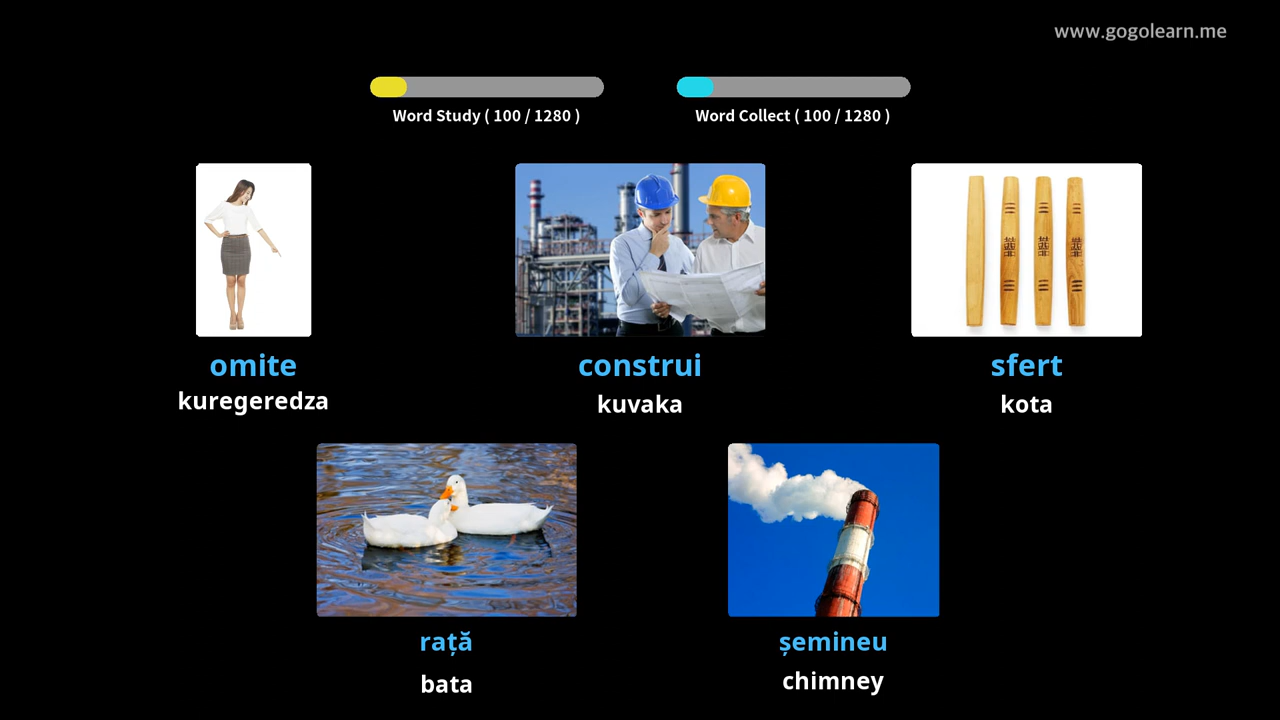 www.gogolearn.me
Word Study ( 100 / 1280 )
Word Collect ( 100 / 1280 )
omite
kuregeredza
construi
kuvaka
sfert
kota
rață
bata
șemineu
chimney